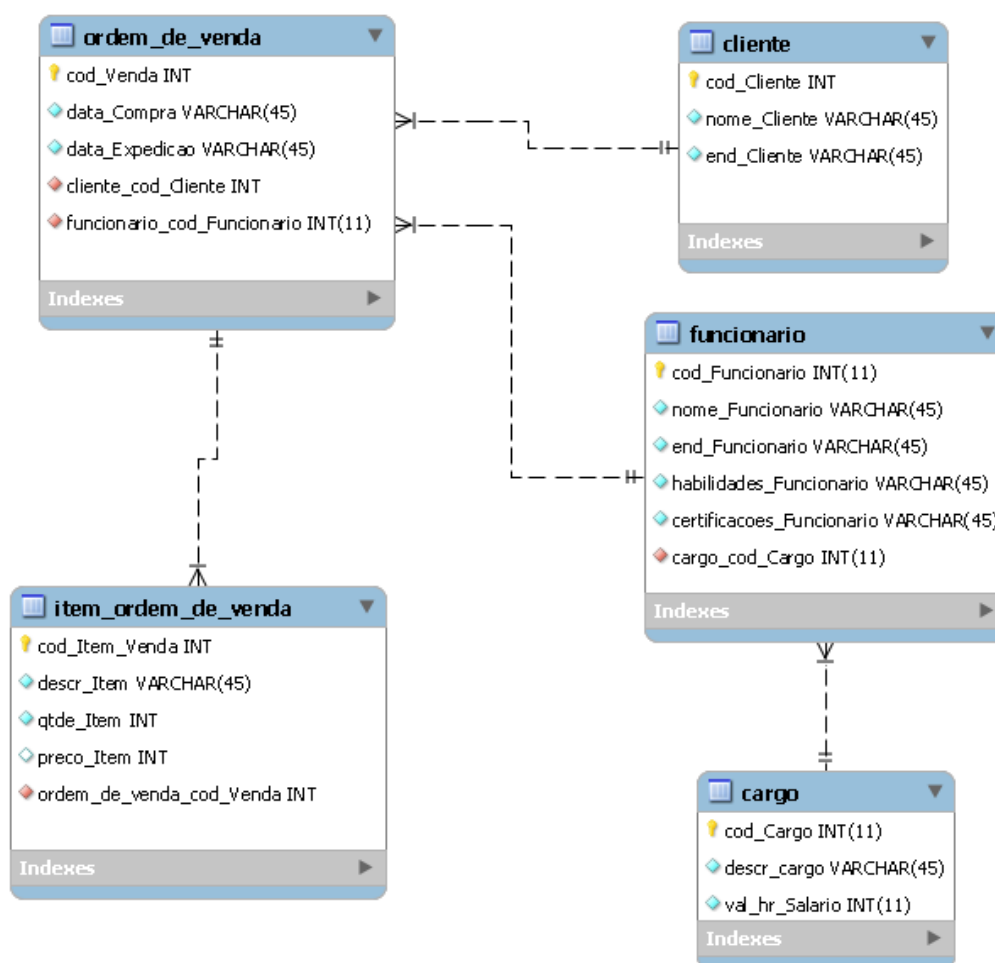 ordem_de_venda
cod_Venda INT
data_Compra VARCHAR(45)
data_Expedicao VARCHAR(45)
cliente_cod_Cliente INT
funcionario_cod_Funcionario INT(11)
Indexes
cliente
cod_Cliente INT
nome_Cliente VARCHAR(45)
end_Cliente VARCHAR(45)
Indexes
funcionario
cod_Funcionario INT(11)
nome_Funcionario VARCHAR(45)
end_Funcionario VARCHAR(45)
habilidades_Funcionario VARCHAR(45)
certificacoes_Funcionario VARCHAR(45)
cargo_cod_Cargo INT(11)
Indexes
item_ordem_de_venda
cod_Item_Venda INT
descr_Item VARCHAR(45)
qtde_Item INT
preco_Item INT
ordem_de_venda_cod_Venda INT
Indexes
cargo
cod_Cargo INT(11)
descr_cargo VARCHAR(45)
val_hr_Salario INT(11)
Indexes